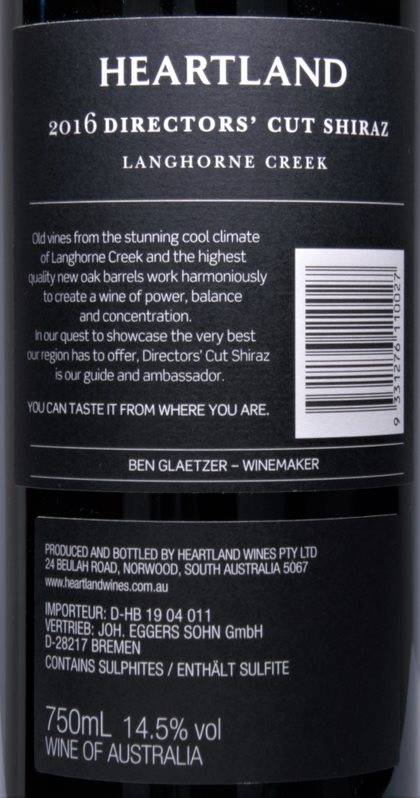 HEARTLAND
2016 DIRECTORS' CUT SHIRAZ
LANGHORNE CREEK
Old vines from the stunning cool climate
of Langhorne Creek and the highest
quality new oak barrels work harmoniously
to create a wine of power, balance
and concentration.
In our quest to showcase the very best
our region has to offer, Directors' Cut Shiraz
is our guide and ambassador.
YOU CAN TASTE IT FROM WHERE YOU ARE.
9 331276 110027
BEN GLAETZER – WINEMAKER
PRODUCED AND BOTTLED BY HEARTLAND WINES PTY LTD
24 BEULAH ROAD, NORWOOD, SOUTH AUSTRALIA 5067
www.heartlandwines.com.au
IMPORTEUR: D-HB 19 04 011
VERTRIEB: JOH. EGGERS SOHN GmbH
D-28217 BREMEN
CONTAINS SULPHITES / ENTHÄLT SULFITE
750mL 14.5% vol
WINE OF AUSTRALIA